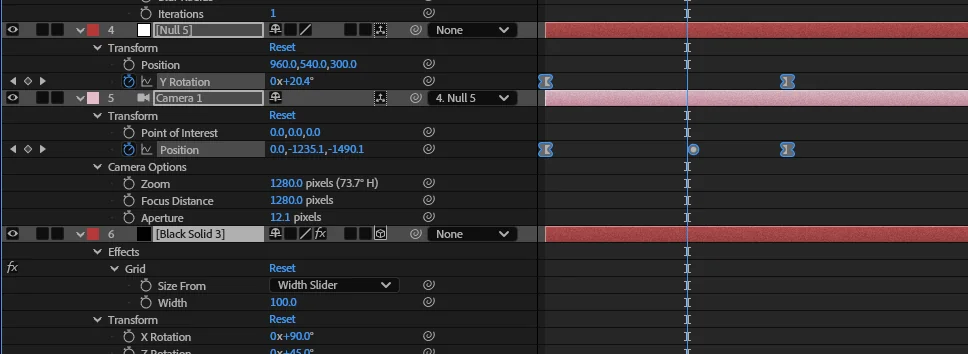 Iterations 1
4 [Null 5] None
Transform Reset
Position 960.0,540.0,300.0
Y Rotation 0x+20.4°
5 Camera 1 4. Null 5
Transform Reset
Point of Interest 0.0,0.0,0.0
Position 0.0,-1235.1,-1490.1
Camera Options
Zoom 1280.0 pixels (73.7° H)
Focus Distance 1280.0 pixels
Aperture 12.1 pixels
6 [Black Solid 3] fx None
Effects
fx Grid Reset
Size From Width Slider
Width 100.0
Transform Reset
X Rotation 0x+90.0°
Z Rotation 0x+45.0°